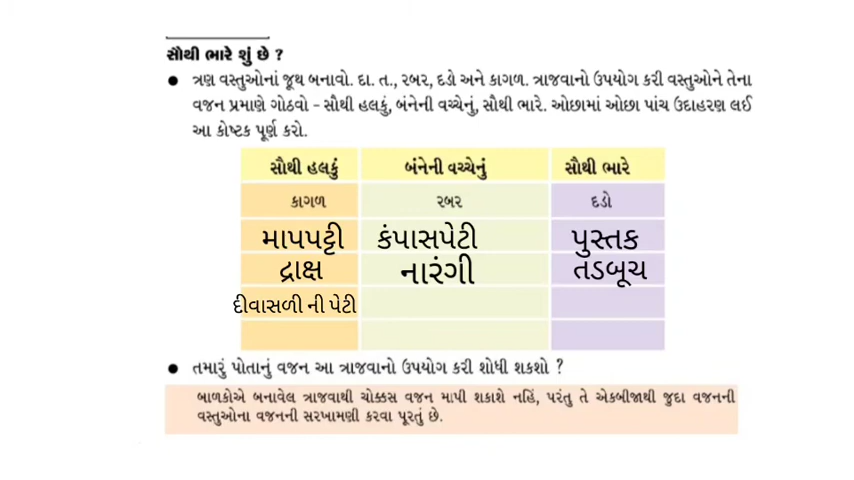 સૌથી ભારે શું છે ?
● ત્રણ વસ્તુઓનાં જૂથ બનાવો. દા. ત., રબર, દડો અને કાગળ. ત્રાજવાનો ઉપયોગ કરી વસ્તુઓને તેના
વજન પ્રમાણે ગોઠવો – સૌથી હલકું, બંનેની વચ્ચેનું, સૌથી ભારે. ઓછામાં ઓછા પાંચ ઉદાહરણ લઈ
આ કોષ્ટક પૂર્ણ કરો.
સૌથી હલકું બંનેની વચ્ચેનું સૌથી ભારે
કાગળ રબર દડો
માપપટ્ટી કંપાસપેટી પુસ્તક
દ્રાક્ષ નારંગી તડબૂચ
દીવાસળી ની પેટી
● તમારું પોતાનું વજન આ ત્રાજવાનો ઉપયોગ કરી શોધી શકશો ?
બાળકોએ બનાવેલ ત્રાજવાથી ચોક્કસ વજન માપી શકાશે નહિ, પરંતુ તે એકબીજાથી જુદા વજનની
વસ્તુઓના વજનની સરખામણી કરવા પૂરતું છે.